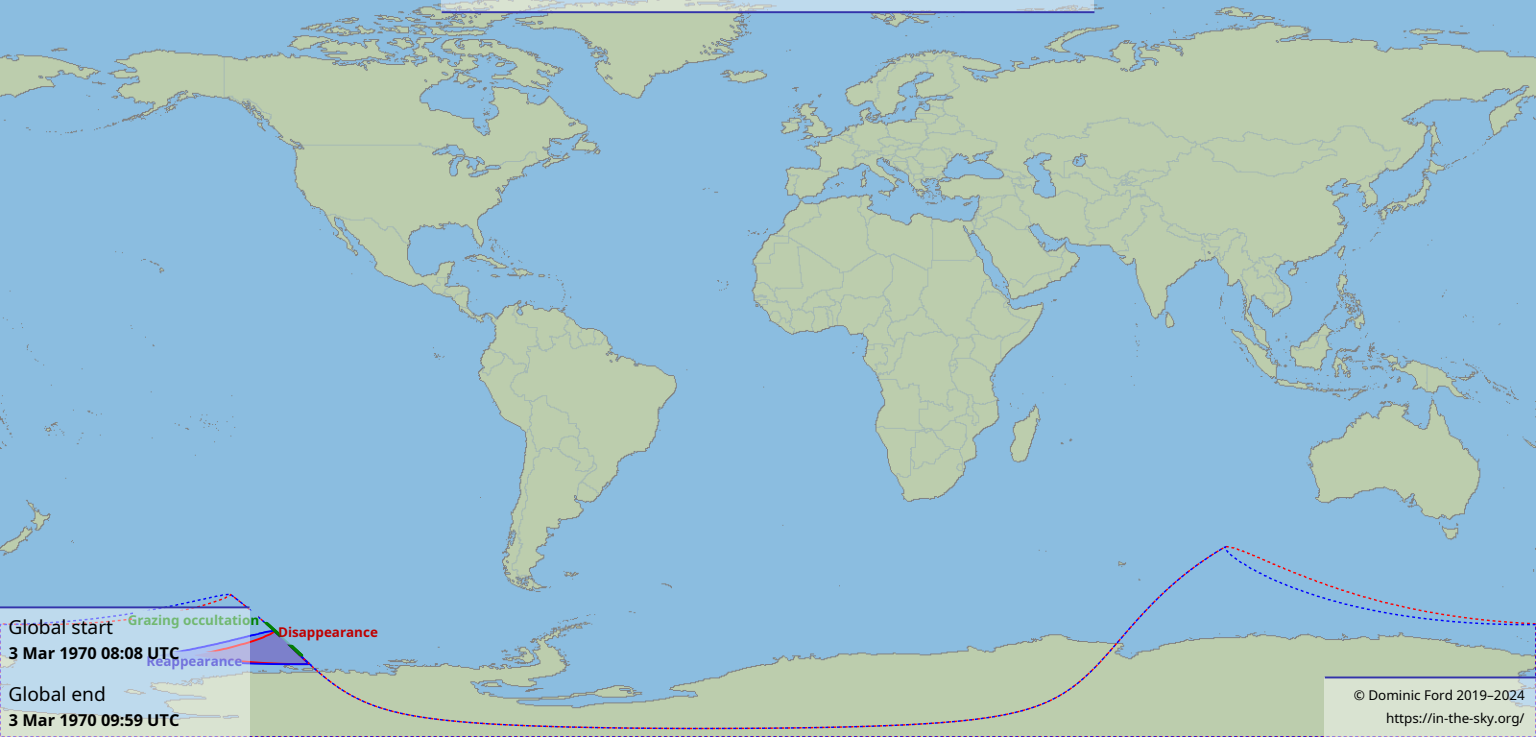 Grazing occultation
Global start
Disappearance
3 Mar 1970 08:08 UTC
Reappearance
Global end
3 Mar 1970 09:59 UTC
© Dominic Ford 2019–2024
https://in-the-sky.org/